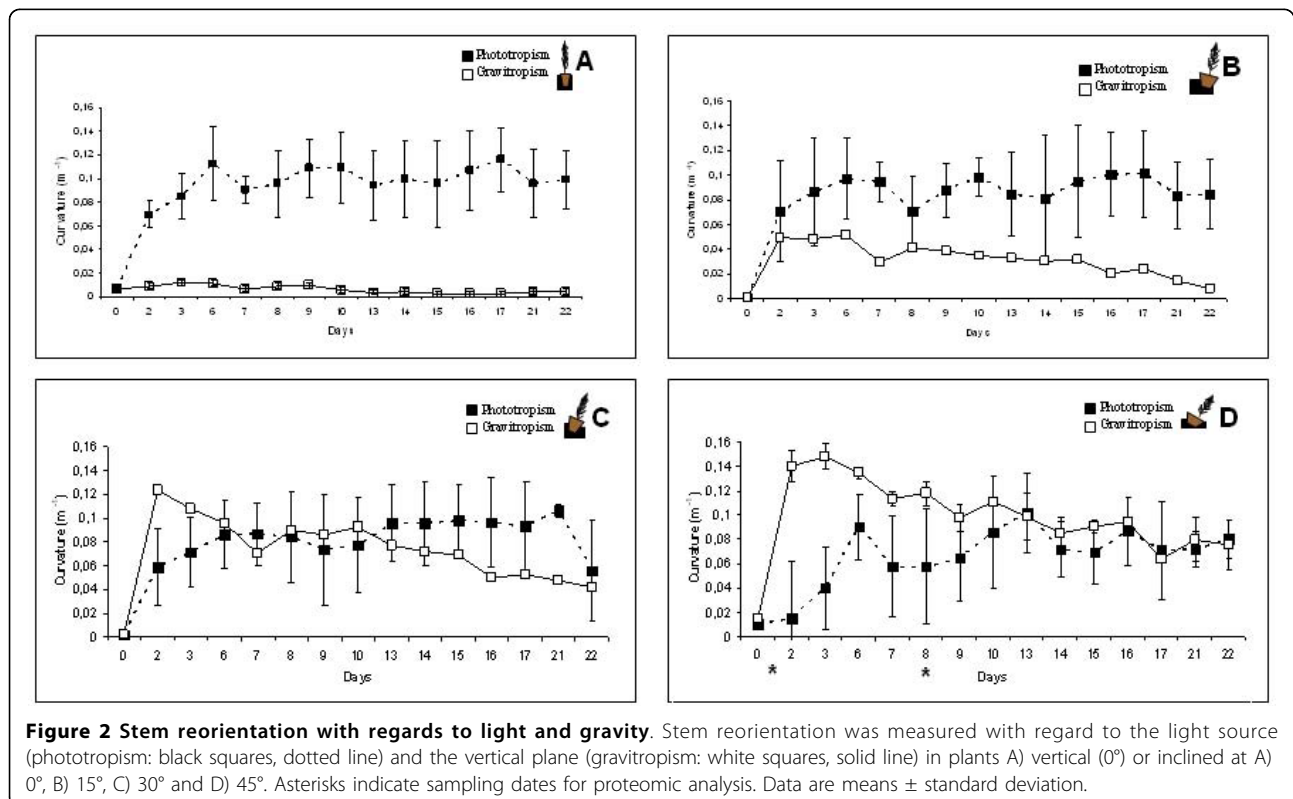 Phototropism
Gravitropism
A
Curvature (m⁻¹)
0,16
0,14
0,12
0,1
0,08
0,06
0,04
0,02
0
0 2 3 6 7 8 9 10 13 14 15 16 17 21 22
Days
Phototropism
Gravitropism
B
Curvature (m⁻¹)
0,16
0,14
0,12
0,1
0,08
0,06
0,04
0,02
0
0 2 3 6 7 8 9 10 13 14 15 16 17 21 22
Days
Phototropism
Gravitropism
C
Curvature (m⁻¹)
0,16
0,14
0,12
0,1
0,08
0,06
0,04
0,02
0
0 2 3 6 7 8 9 10 13 14 15 16 17 21 22
Days
Phototropism
Gravitropism
D
Curvature (m⁻¹)
0,16
0,14
0,12
0,1
0,08
0,06
0,04
0,02
0
0 2 3 6 7 8 9 10 13 14 15 16 17 21 22
* *
Days
Figure 2 Stem reorientation with regards to light and gravity. Stem reorientation was measured with regard to the light source
(phototropism: black squares, dotted line) and the vertical plane (gravitropism: white squares, solid line) in plants A) vertical (0°) or inclined at A)
0°, B) 15°, C) 30° and D) 45°. Asterisks indicate sampling dates for proteomic analysis. Data are means ± standard deviation.